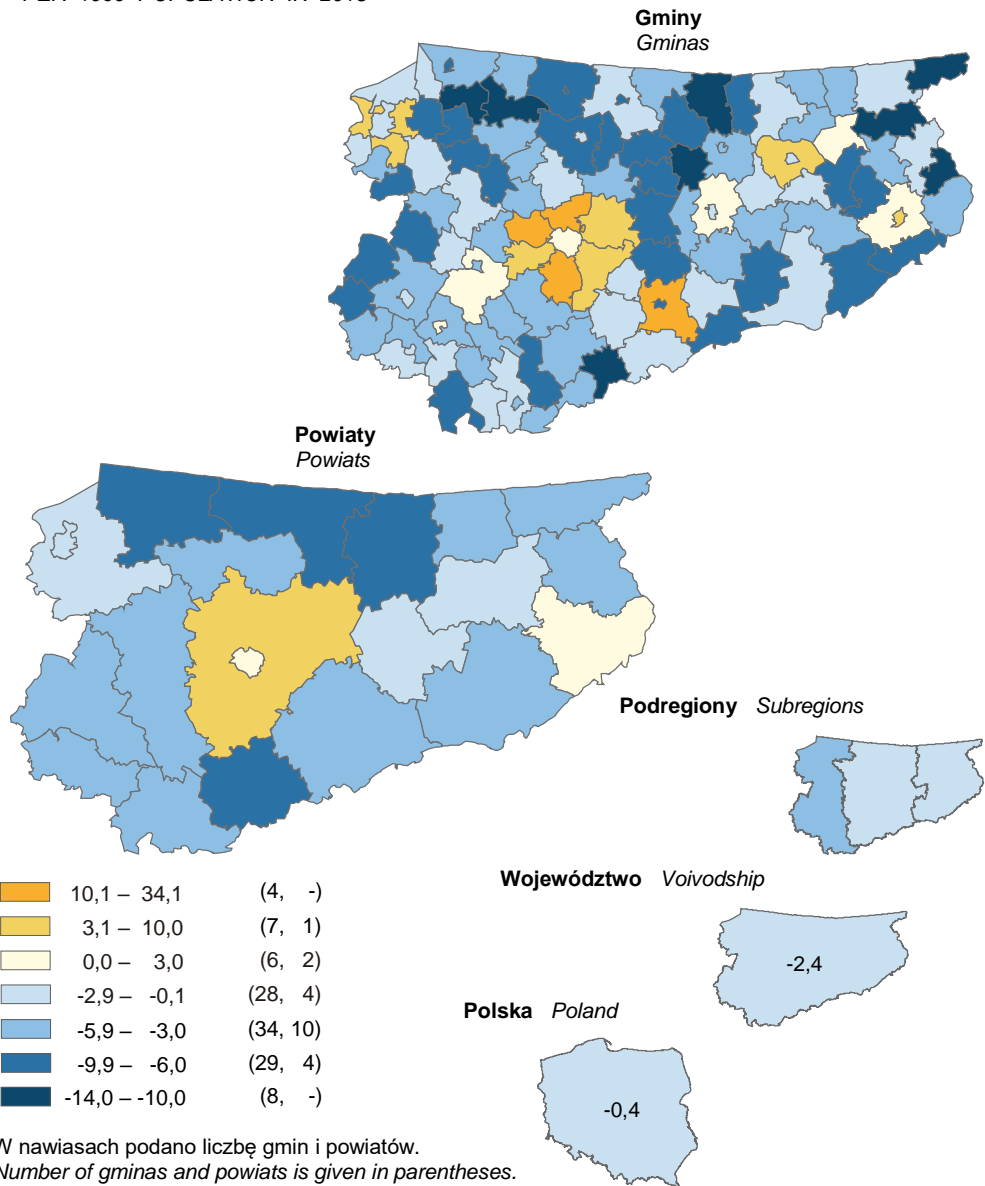 Gminy
Gminas
Powiaty
Powiats
Podregiony Subregions
Województwo Voivodship
-2,4
Polska Poland
-0,4
10,1 – 34,1 (4, -)
3,1 – 10,0 (7, 1)
0,0 – 3,0 (6, 2)
-2,9 – -0,1 (28, 4)
-5,9 – -3,0 (34, 10)
-9,9 – -6,0 (29, 4)
-14,0 – -10,0 (8, -)
W nawiasach podano liczbę gmin i powiatów.
Number of gminas and powiats is given in parentheses.